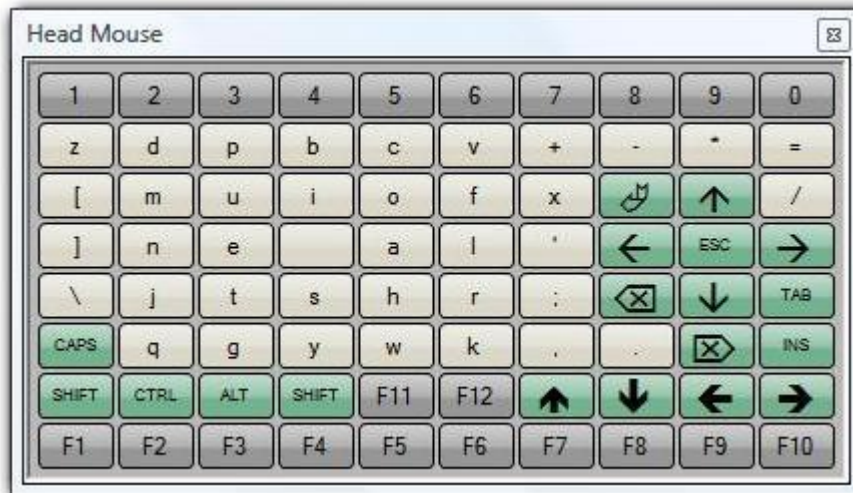 Head Mouse
1 2 3 4 5 6 7 8 9 0
z d p b c v + - * =
[ m u i o f x ↑ /
] n e a l ' ← ESC →
\ j t s h r : ↓ TAB
CAPS q g y w k , . INS
SHIFT CTRL ALT SHIFT F11 F12 ↑ ↓ ← →
F1 F2 F3 F4 F5 F6 F7 F8 F9 F10